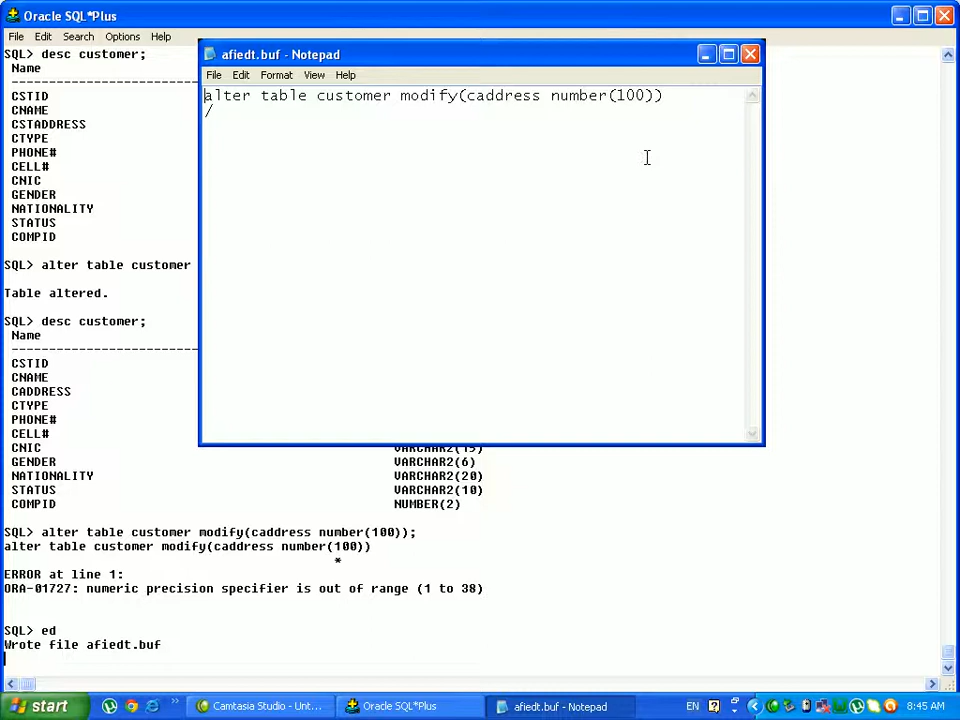 Oracle SQL*Plus
File Edit Search Options Help
SQL> desc customer;
Name
CSTID
CNAME
CSTADDRESS
CTYPE
PHONE#
CELL#
CNIC
GENDER
NATIONALITY
STATUS
COMPID
SQL> alter table customer
Table altered.
SQL> desc customer;
Name
CSTID
CNAME
CADDRESS
CTYPE
PHONE#
CELL#
CNIC VARCHAR2(15)
GENDER VARCHAR2(6)
NATIONALITY VARCHAR2(20)
STATUS VARCHAR2(10)
COMPID NUMBER(2)
SQL> alter table customer modify(caddress number(100));
alter table customer modify(caddress number(100))
*
ERROR at line 1:
ORA-01727: numeric precision specifier is out of range (1 to 38)
SQL> ed
Wrote file afiedt.buf
afiedt.buf - Notepad
File Edit Format View Help
alter table customer modify(caddress number(100))
/
start
Camtasia Studio - Unt...
Oracle SQL*Plus
afiedt.buf - Notepad
EN
8:45 AM